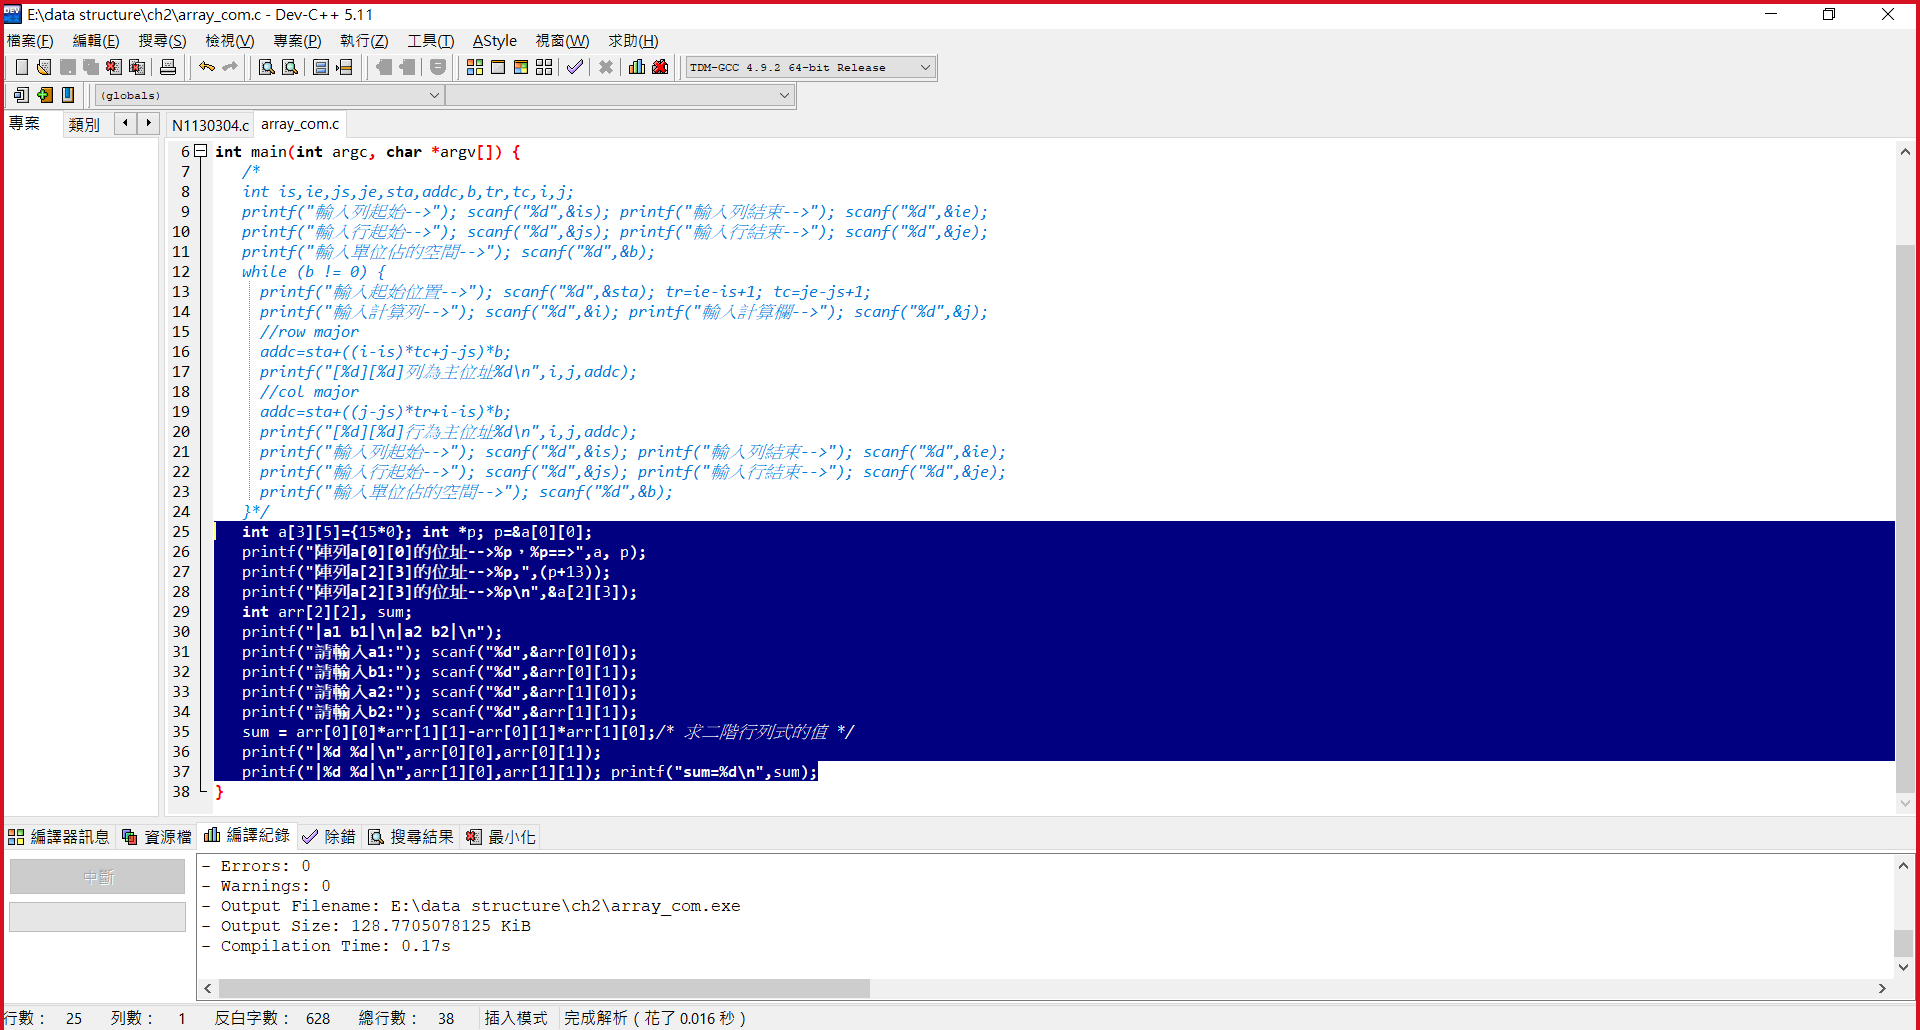 E:\data structure\ch2\array_com.c - Dev-C++ 5.11
檔案(F) 編輯(E) 搜尋(S) 檢視(V) 專案(P) 執行(Z) 工具(T) AStyle 視窗(W) 求助(H)
TDM-GCC 4.9.2 64-bit Release
(globals)
專案 類別 N1130304.c array_com.c
6 int main(int argc, char *argv[]) {
7 /*
8 int is,ie,js,je,sta,addc,b,tr,tc,i,j;
9 printf("輸入列起始-->"); scanf("%d",&is); printf("輸入列結束-->"); scanf("%d",&ie);
10 printf("輸入行起始-->"); scanf("%d",&js); printf("輸入行結束-->"); scanf("%d",&je);
11 printf("輸入單位佔的空間-->"); scanf("%d",&b);
12 while (b != 0) {
13 printf("輸入起始位置-->"); scanf("%d",&sta); tr=ie-is+1; tc=je-js+1;
14 printf("輸入計算列-->"); scanf("%d",&i); printf("輸入計算欄-->"); scanf("%d",&j);
15 //row major
16 addc=sta+((i-is)*tc+j-js)*b;
17 printf("[%d][%d]列為主位址%d\n",i,j,addc);
18 //col major
19 addc=sta+((j-js)*tr+i-is)*b;
20 printf("[%d][%d]行為主位址%d\n",i,j,addc);
21 printf("輸入列起始-->"); scanf("%d",&is); printf("輸入列結束-->"); scanf("%d",&ie);
22 printf("輸入行起始-->"); scanf("%d",&js); printf("輸入行結束-->"); scanf("%d",&je);
23 printf("輸入單位佔的空間-->"); scanf("%d",&b);
24 }*/
25 int a[3][5]={15*0}; int *p; p=&a[0][0];
26 printf("陣列a[0][0]的位址-->%p，%p==>",a, p);
27 printf("陣列a[2][3]的位址-->%p,",(p+13));
28 printf("陣列a[2][3]的位址-->%p\n",&a[2][3]);
29 int arr[2][2], sum;
30 printf("|a1 b1|\n|a2 b2|\n");
31 printf("請輸入a1:"); scanf("%d",&arr[0][0]);
32 printf("請輸入b1:"); scanf("%d",&arr[0][1]);
33 printf("請輸入a2:"); scanf("%d",&arr[1][0]);
34 printf("請輸入b2:"); scanf("%d",&arr[1][1]);
35 sum = arr[0][0]*arr[1][1]-arr[0][1]*arr[1][0];/* 求二階行列式的值 */
36 printf("|%d %d|\n",arr[0][0],arr[0][1]);
37 printf("|%d %d|\n",arr[1][0],arr[1][1]); printf("sum=%d\n",sum);
38 }
編譯器訊息 資源檔 編譯紀錄 除錯 搜尋結果 最小化
中斷
- Errors: 0
- Warnings: 0
- Output Filename: E:\data structure\ch2\array_com.exe
- Output Size: 128.7705078125 KiB
- Compilation Time: 0.17s
行數： 25 列數： 1 反白字數： 628 總行數： 38 插入模式 完成解析 ( 花了 0.016 秒 )